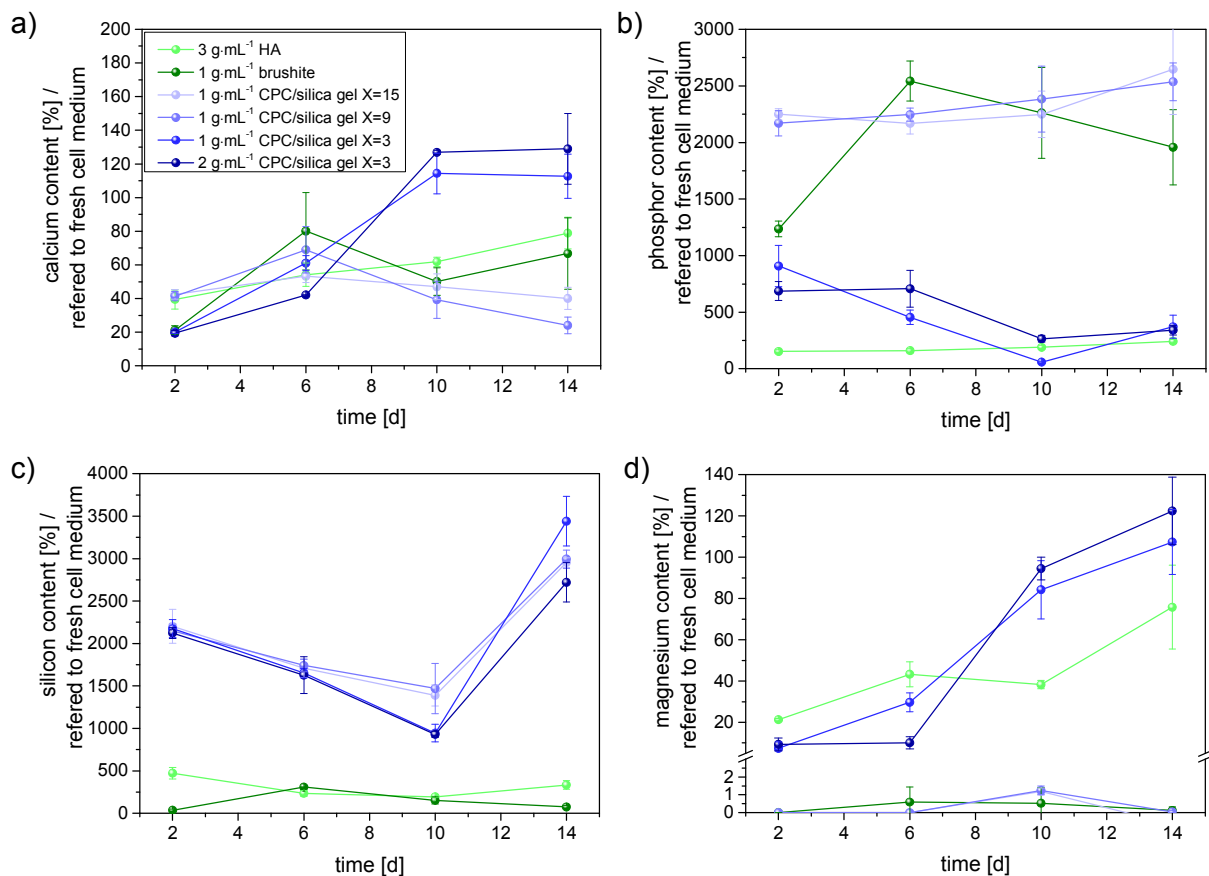 a)
calcium content [%] /
refered to fresh cell medium
200
180
160
140
120
100
80
60
40
20
0
3 g·mL⁻¹ HA
1 g·mL⁻¹ brushite
1 g·mL⁻¹ CPC/silica gel X=15
1 g·mL⁻¹ CPC/silica gel X=9
1 g·mL⁻¹ CPC/silica gel X=3
2 g·mL⁻¹ CPC/silica gel X=3
2 4 6 8 10 12 14
time [d]
b)
phosphor content [%] /
refered to fresh cell medium
3000
2500
2000
1500
1000
500
0
2 4 6 8 10 12 14
time [d]
c)
silicon content [%] /
refered to fresh cell medium
4000
3500
3000
2500
2000
1500
1000
500
0
2 4 6 8 10 12 14
time [d]
d)
magnesium content [%] /
refered to fresh cell medium
140
120
100
80
60
40
20
2
1
0
2 4 6 8 10 12 14
time [d]